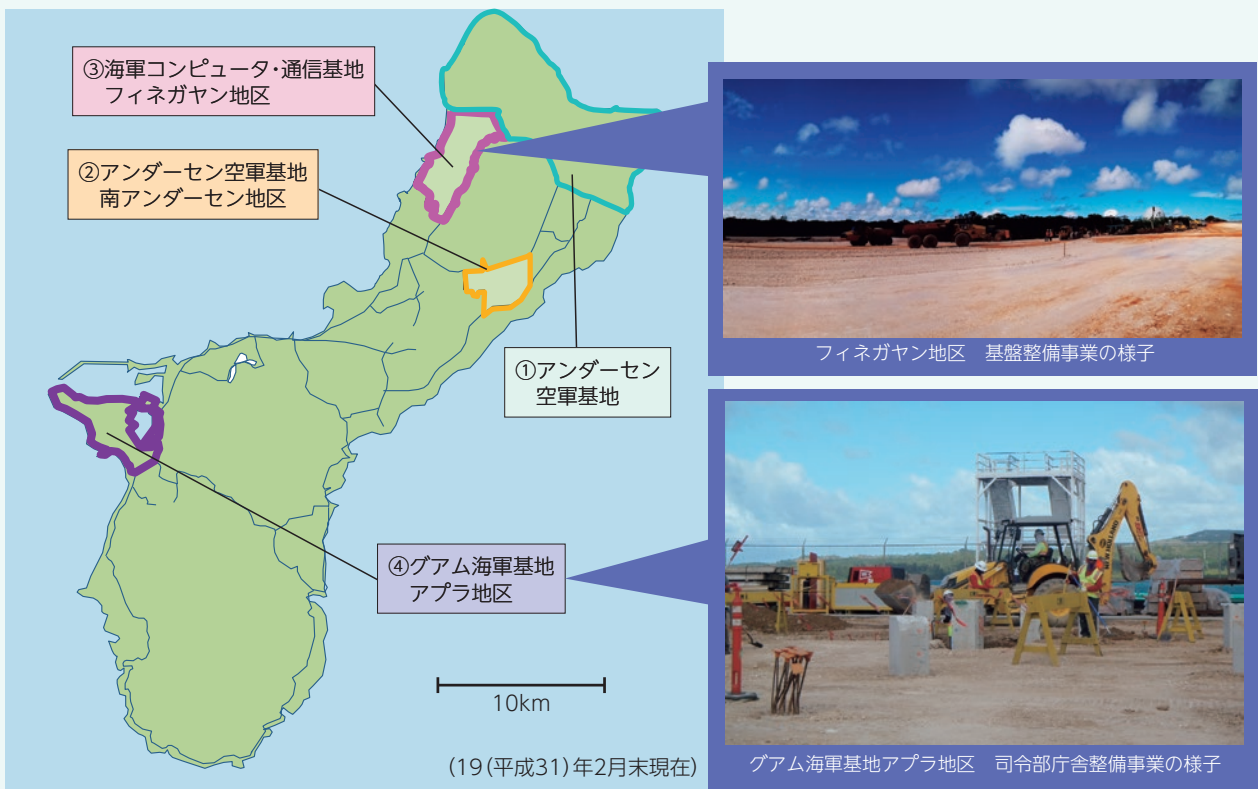 ③海軍コンピュータ・通信基地
フィネガヤン地区
②アンダーセン空軍基地
南アンダーセン地区
①アンダーセン
空軍基地
④グアム海軍基地
アプラ地区
10km
(19(平成31)年2月末現在)
フィネガヤン地区 基盤整備事業の様子
NEW HOLLAND
グアム海軍基地アプラ地区 司令部庁舎整備事業の様子